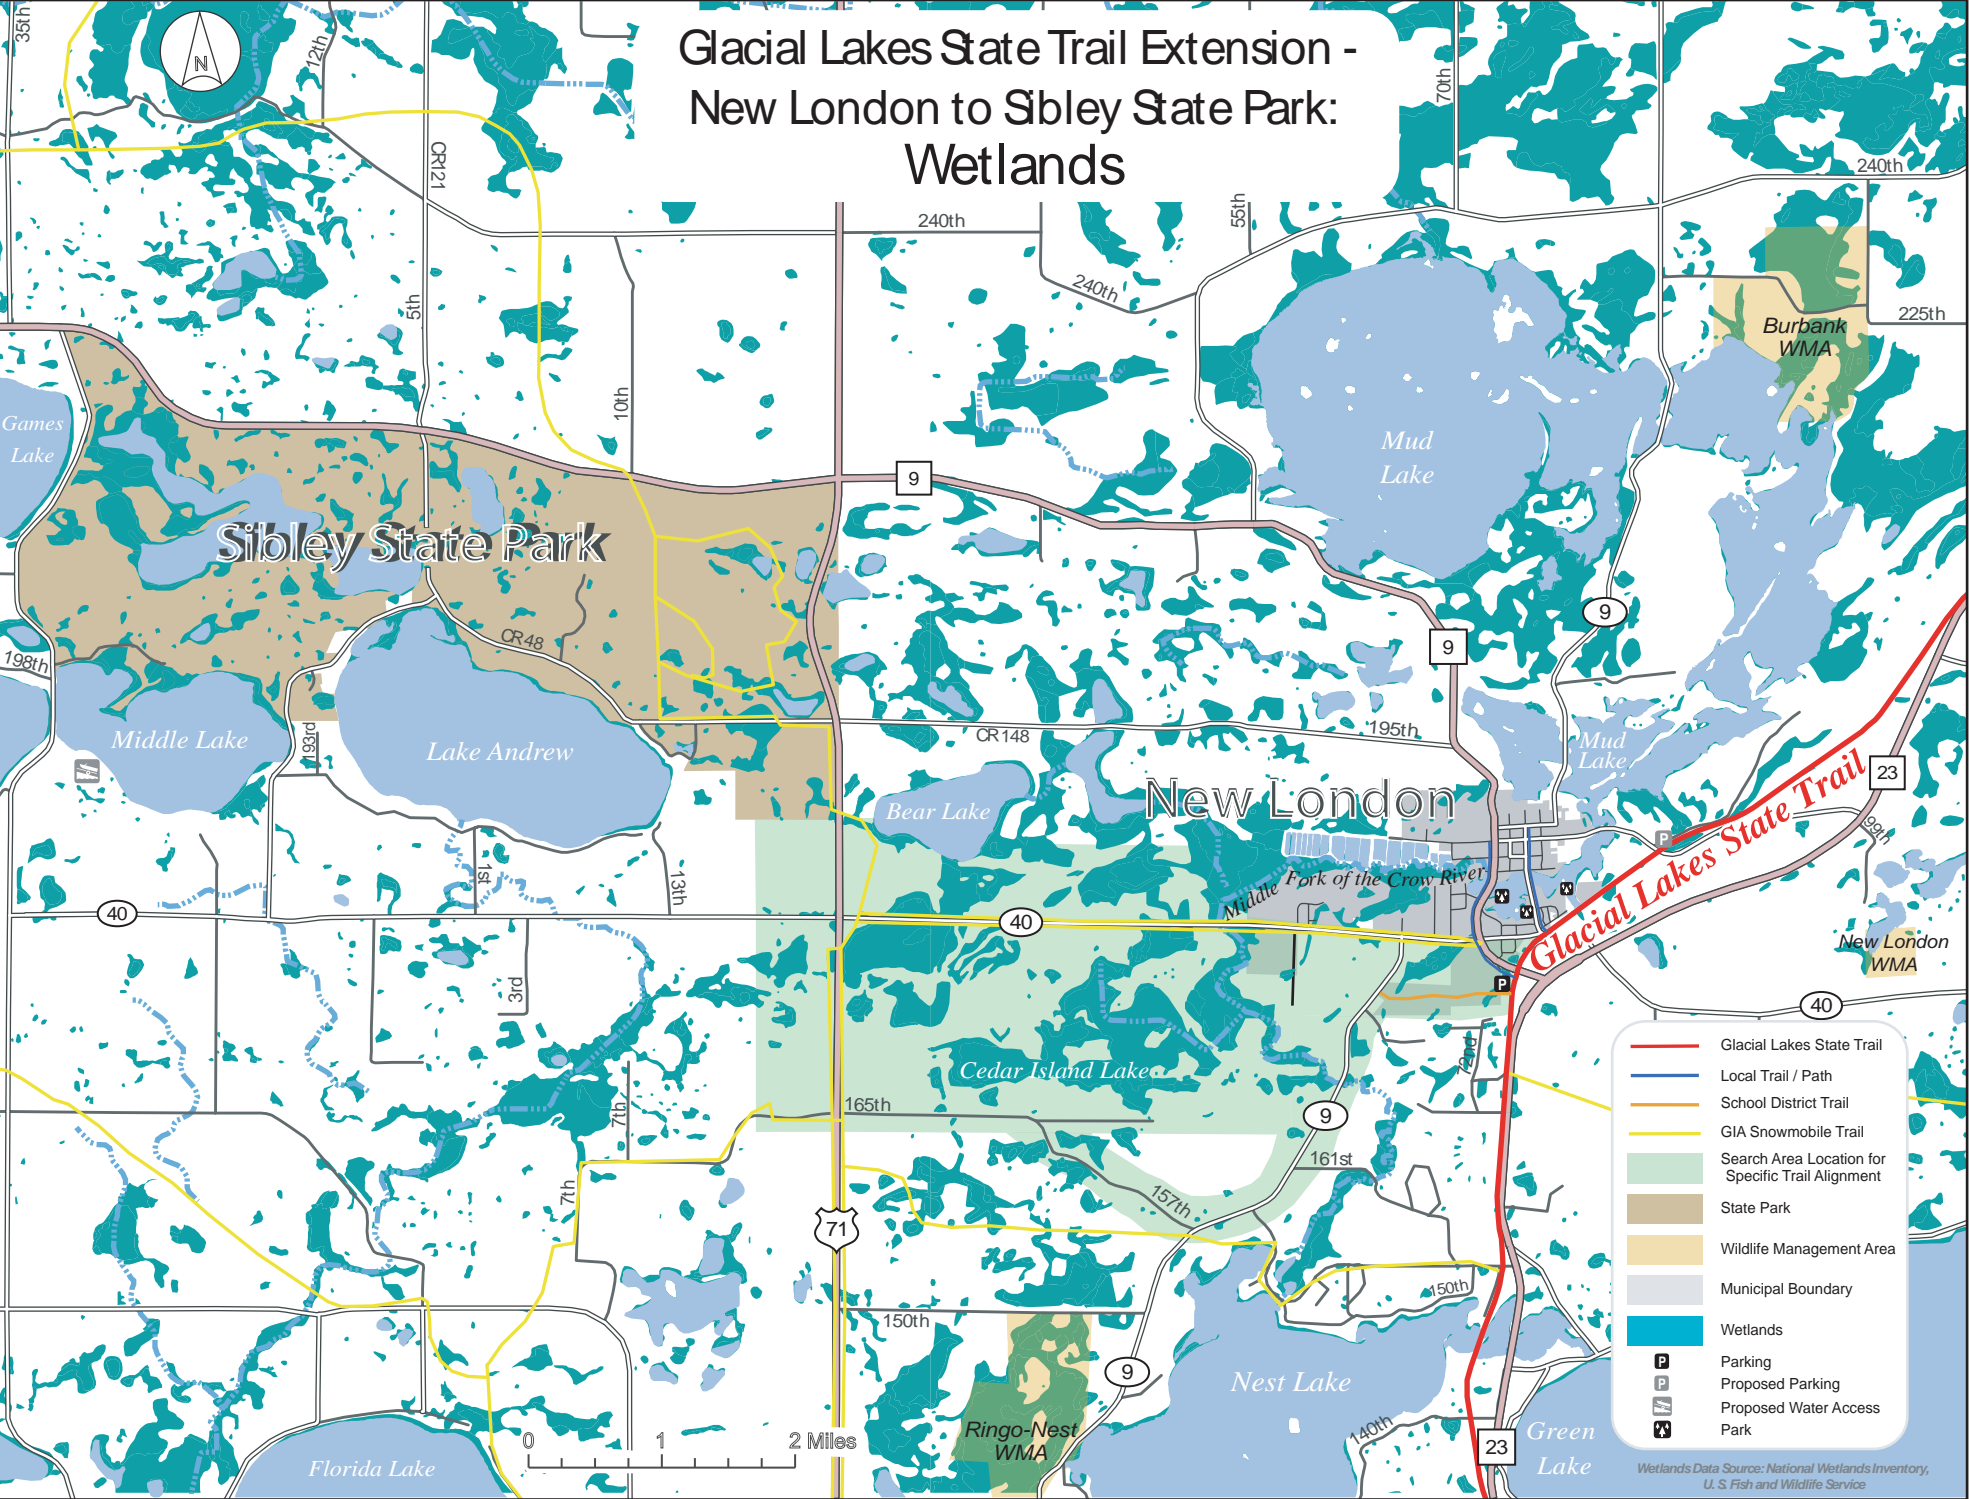 Glacial Lakes State Trail Extension -
New London to Sibley State Park:
Wetlands
N
35th
12th
CR121
5th
10th
240th
240th
55th
70th
240th
225th
Burbank
WMA
Games
Lake
Mud
Lake
9
Sibley State Park
9
9
CR48
198th
193rd
Middle Lake
Lake Andrew
CR148
195th
Mud
Lake
23
Bear Lake
New London
Glacial Lakes State Trail
P
99th
1st
13th
Middle Fork of the Crow River
40
40
New London
WMA
3rd
P
40
Cedar Island Lake
72nd
165th
7th
9
161st
7th
157th
71
150th
150th
9
Nest Lake
Ringo-Nest
WMA
140th
23
Green
Lake
Florida Lake
0 1 2 Miles
Glacial Lakes State Trail
Local Trail / Path
School District Trail
GIA Snowmobile Trail
Search Area Location for
Specific Trail Alignment
State Park
Wildlife Management Area
Municipal Boundary
Wetlands
P Parking
P Proposed Parking
Proposed Water Access
Park
Wetlands Data Source: National Wetlands Inventory,
U. S. Fish and Wildlife Service